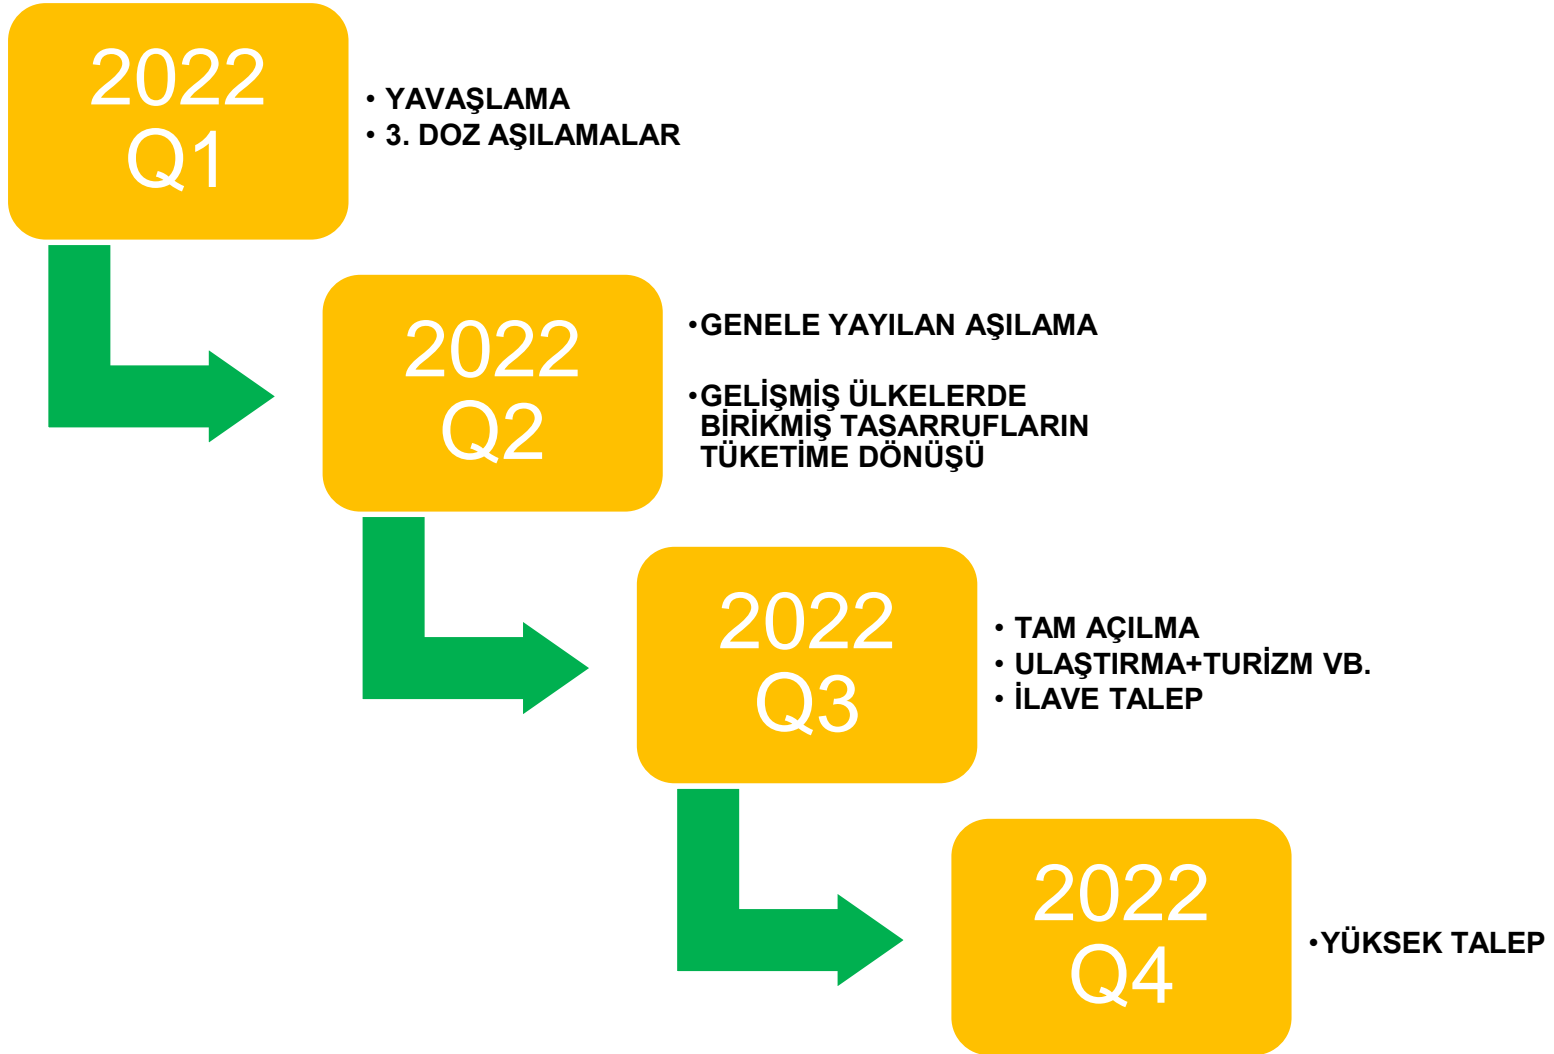 2022
Q1
• YAVAŞLAMA
• 3. DOZ AŞILAMALAR
2022
Q2
•GENELE YAYILAN AŞILAMA
•GELİŞMİŞ ÜLKELERDE
BİRİKMİŞ TASARRUFLARIN
TÜKETİME DÖNÜŞÜ
2022
Q3
• TAM AÇILMA
• ULAŞTIRMA+TURİZM VB.
• İLAVE TALEP
2022
Q4
•YÜKSEK TALEP